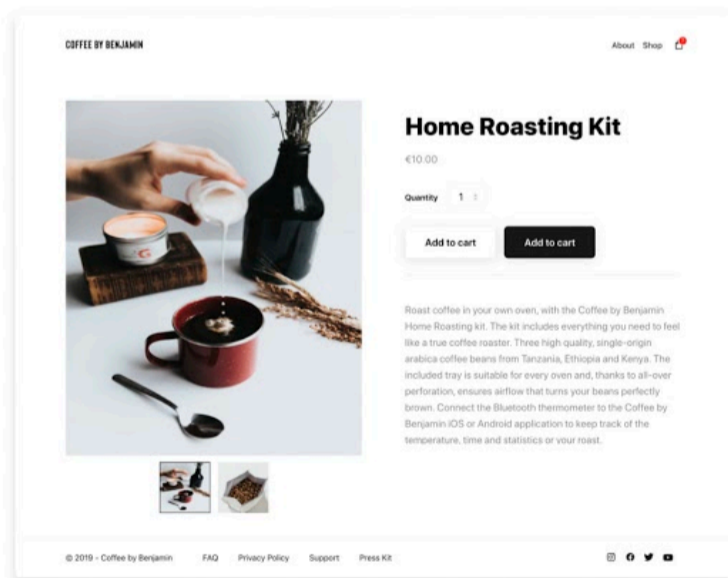 COFFEE BY BENJAMIN
About Shop
Home Roasting Kit
€10.00
Quantity 1
Add to cart Add to cart
Roast coffee in your own oven, with the Coffee by Benjamin
Home Roasting kit. The kit includes everything you need to feel
like a true coffee roaster. Three high quality, single-origin
arabica coffee beans from Tanzania, Ethiopia and Kenya. The
included tray is suitable for every oven and, thanks to all-over
perforation, ensures airflow that turns your beans perfectly
brown. Connect the Bluetooth thermometer to the Coffee by
Benjamin iOS or Android application to keep track of the
temperature, time and statistics or your roast.
© 2019 - Coffee by Benjamin FAQ Privacy Policy Support Press Kit